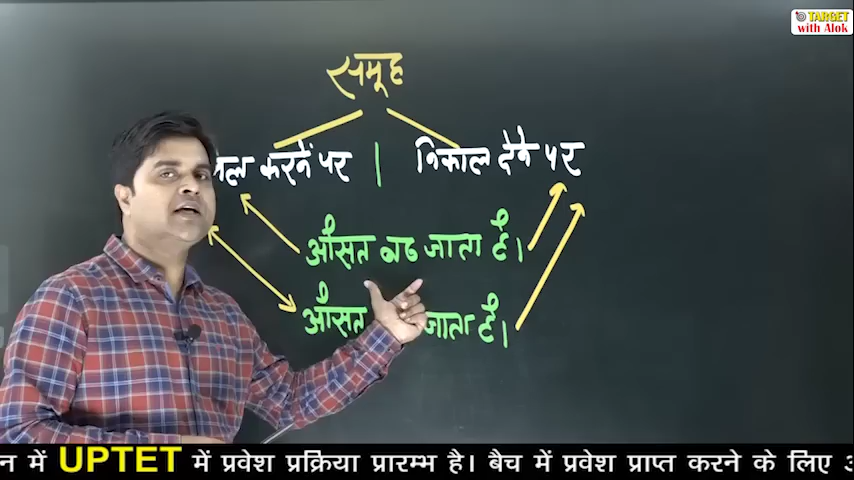 TARGET
with Alok
समूह
करने पर | निकाल देने पर
औसत बढ जाता है।
औसत जाता है।
न में UPTET में प्रवेश प्रक्रिया प्रारम्भ है। बैच में प्रवेश प्राप्त करने के लिए